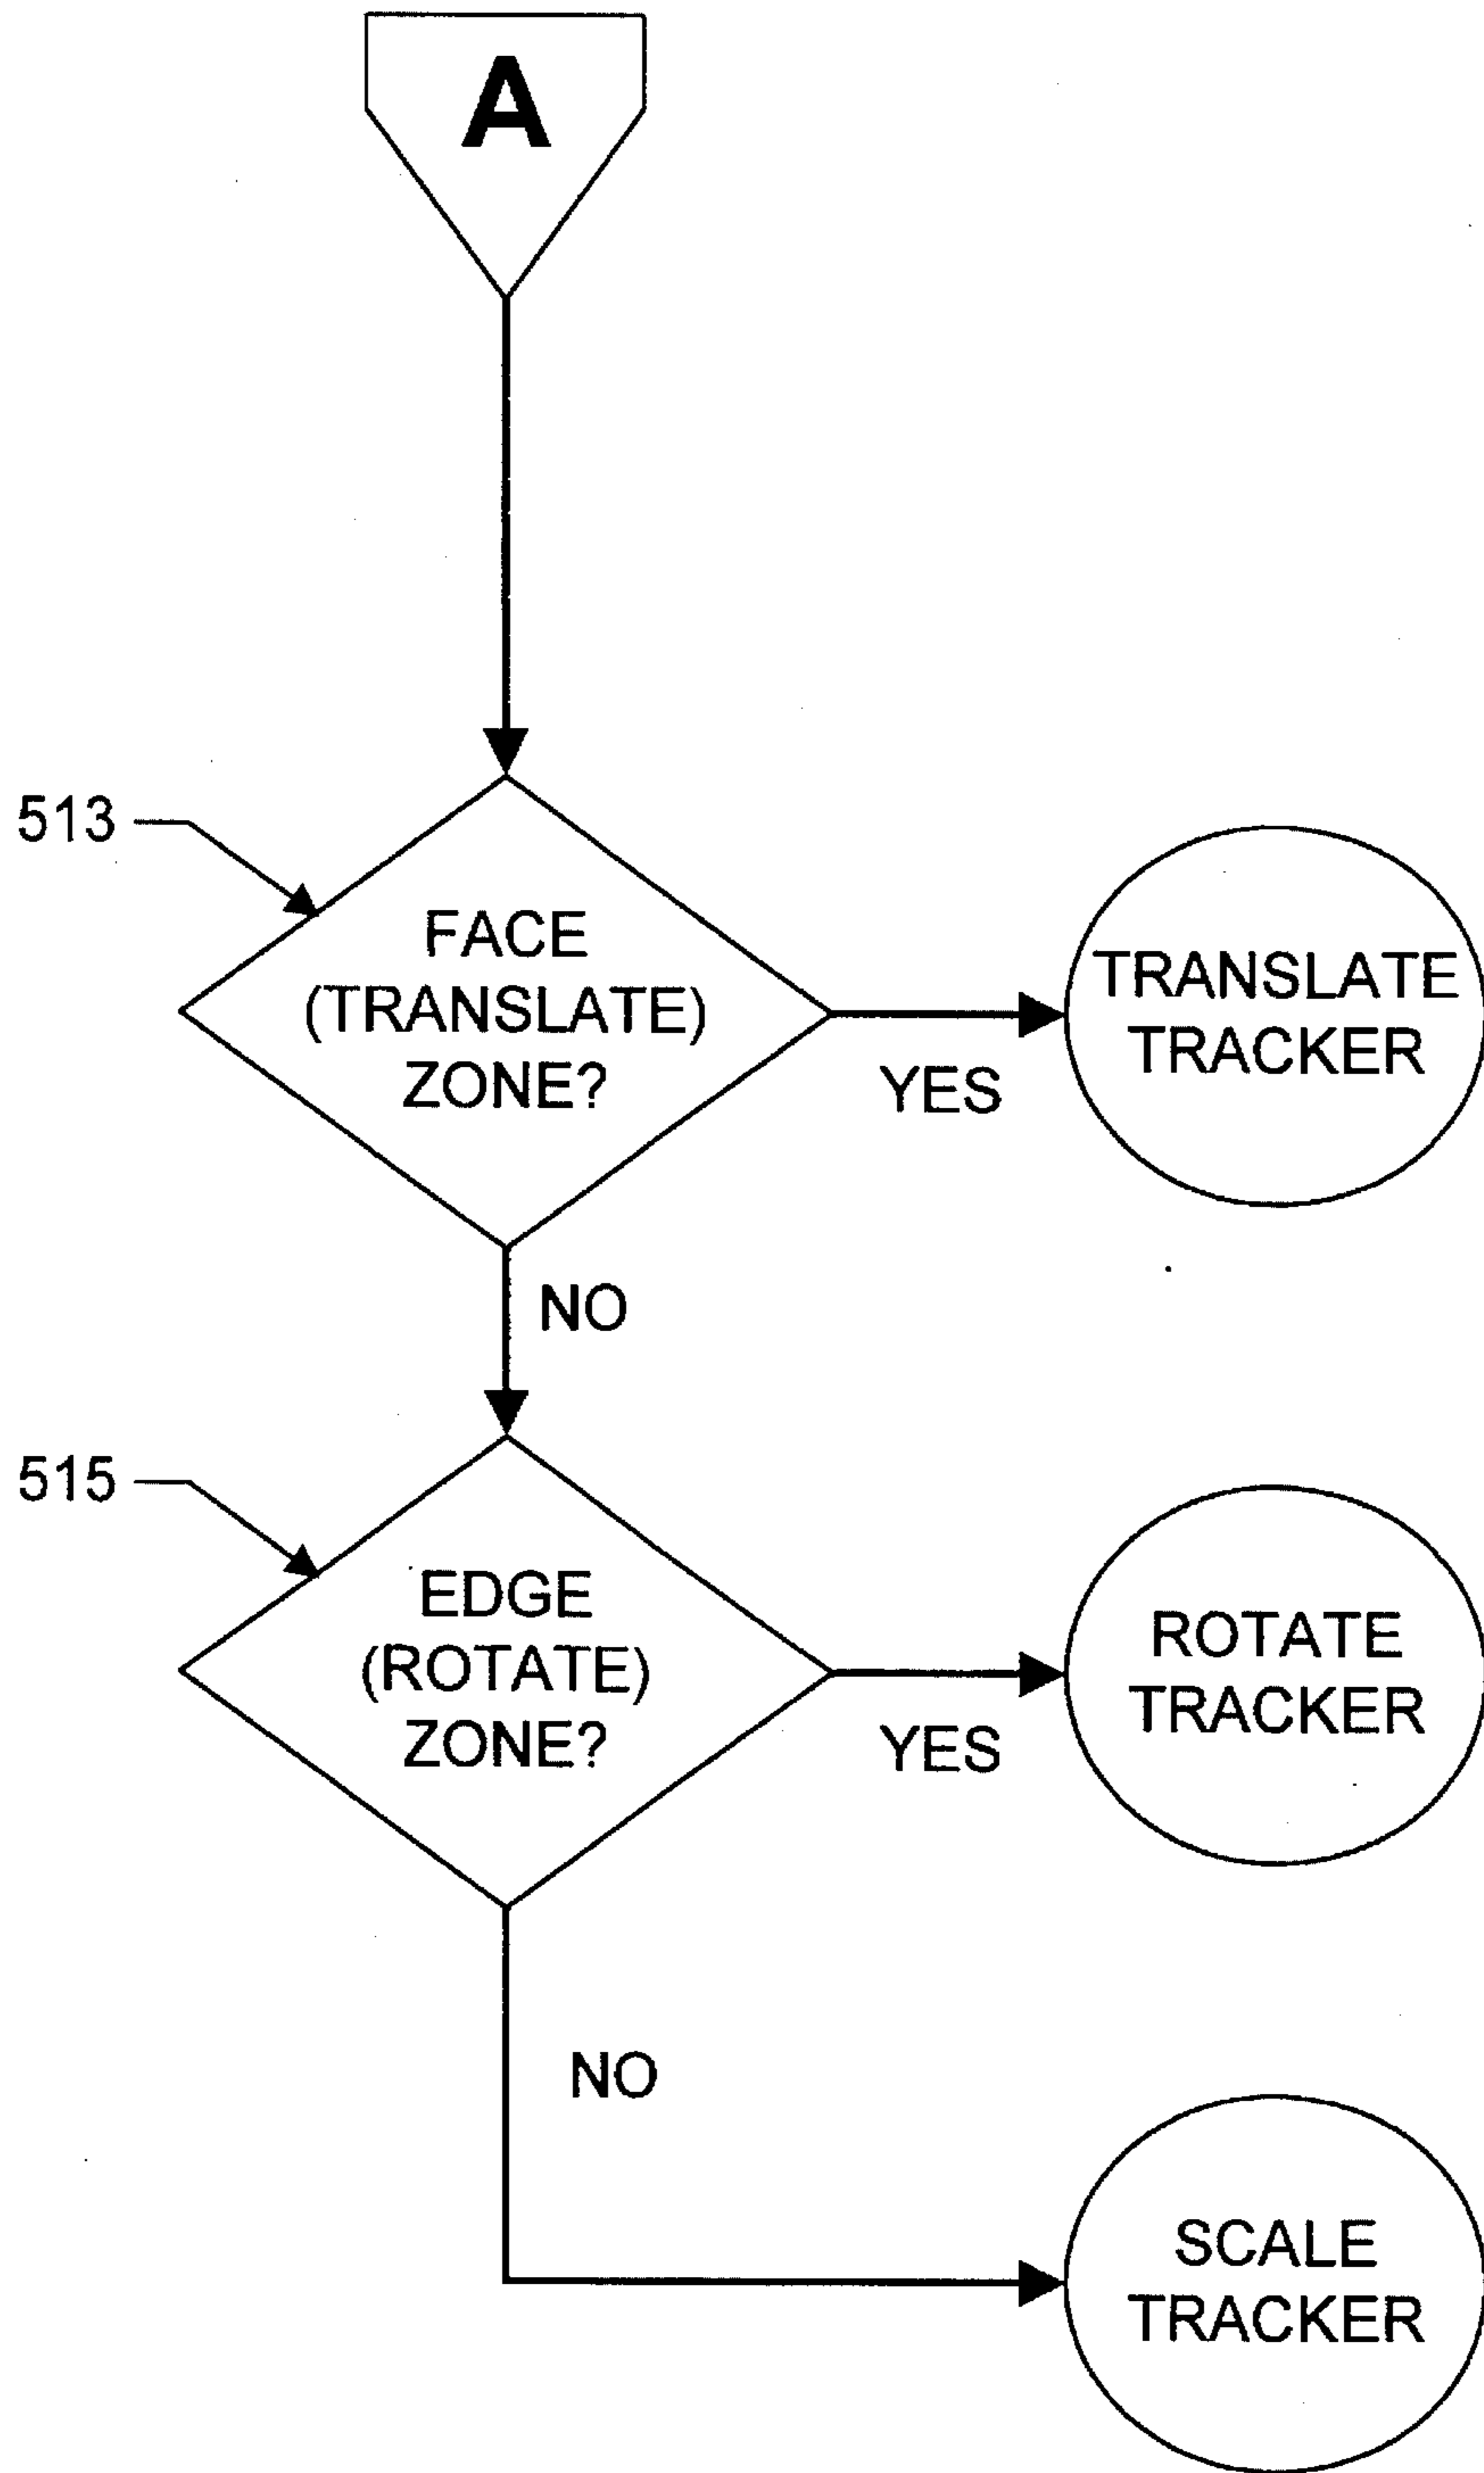 A
513
FACE
(TRANSLATE)
ZONE?
YES
TRANSLATE
TRACKER
NO
515
EDGE
(ROTATE)
ZONE?
YES
ROTATE
TRACKER
NO
SCALE
TRACKER